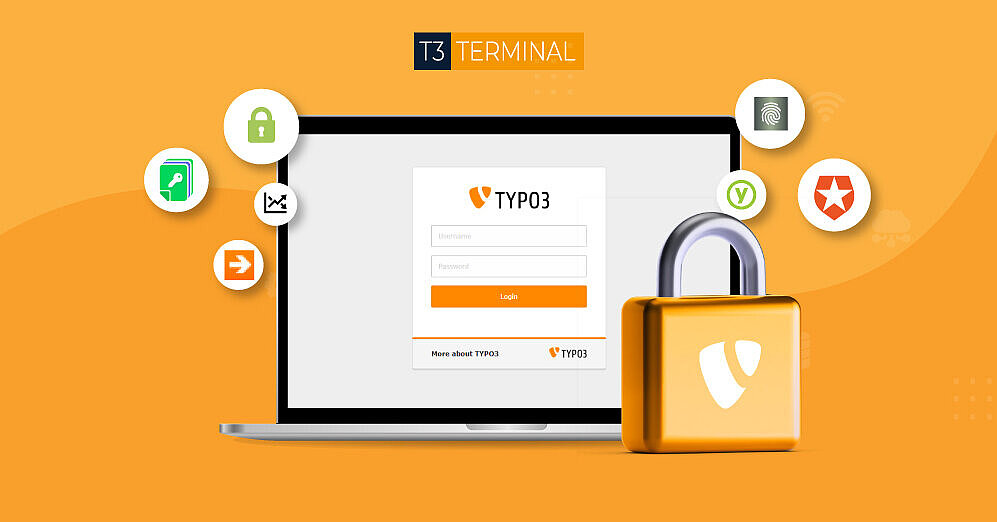 T3 TERMINAL
TYPO3
Username
Password
Login
More about TYPO3
TYPO3
y